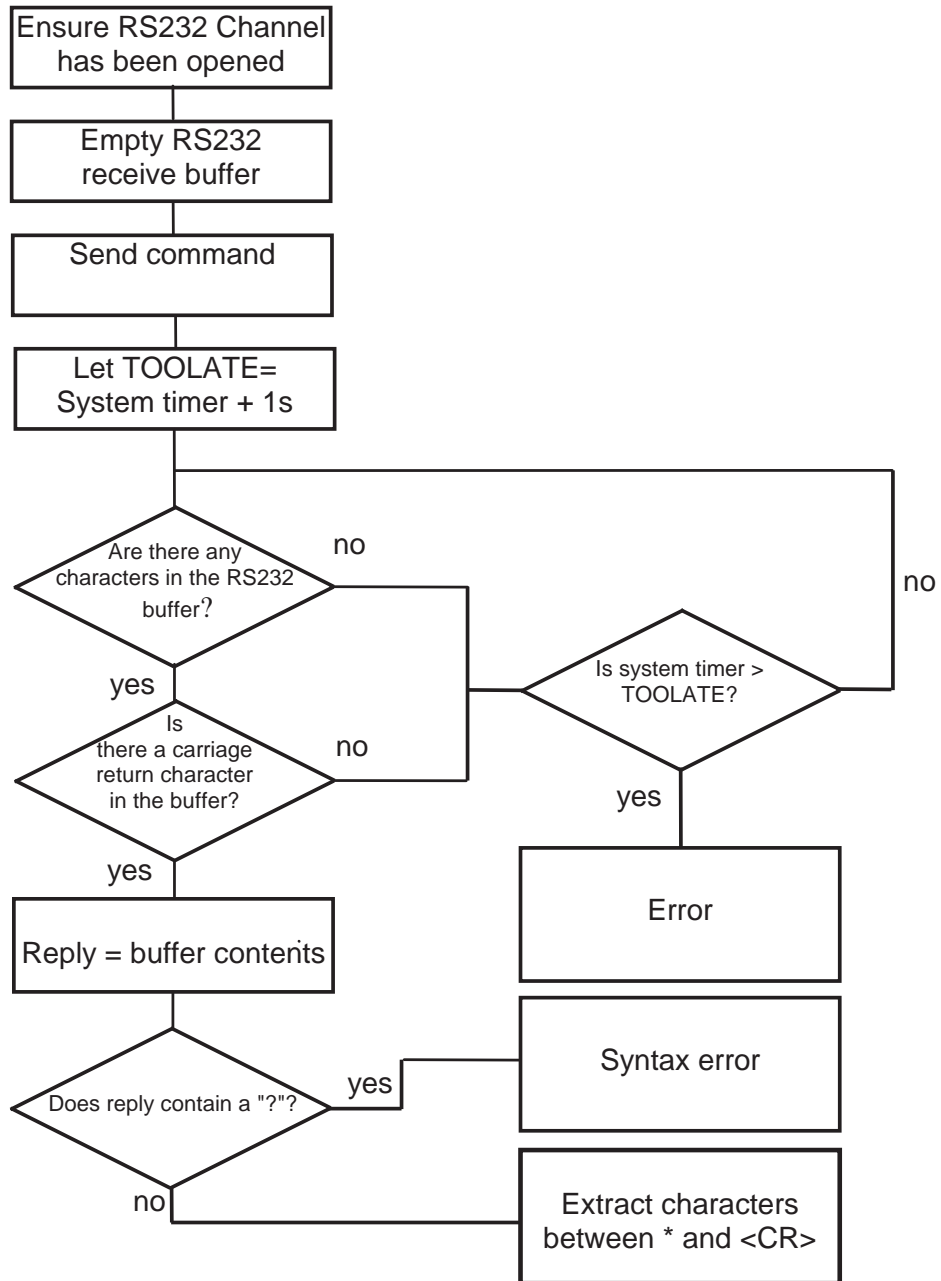 Ensure RS232 Channel
has been opened
Empty RS232
receive buffer
Send command
Let TOOLATE=
System timer + 1s
Are there any
characters in the RS232
buffer?
no
yes
Is
there a carriage
return character
in the buffer?
no
yes
Is system timer >
TOOLATE?
no
yes
Error
Reply = buffer contents
Does reply contain a "?"?
yes
Syntax error
no
Extract characters
between * and <CR>